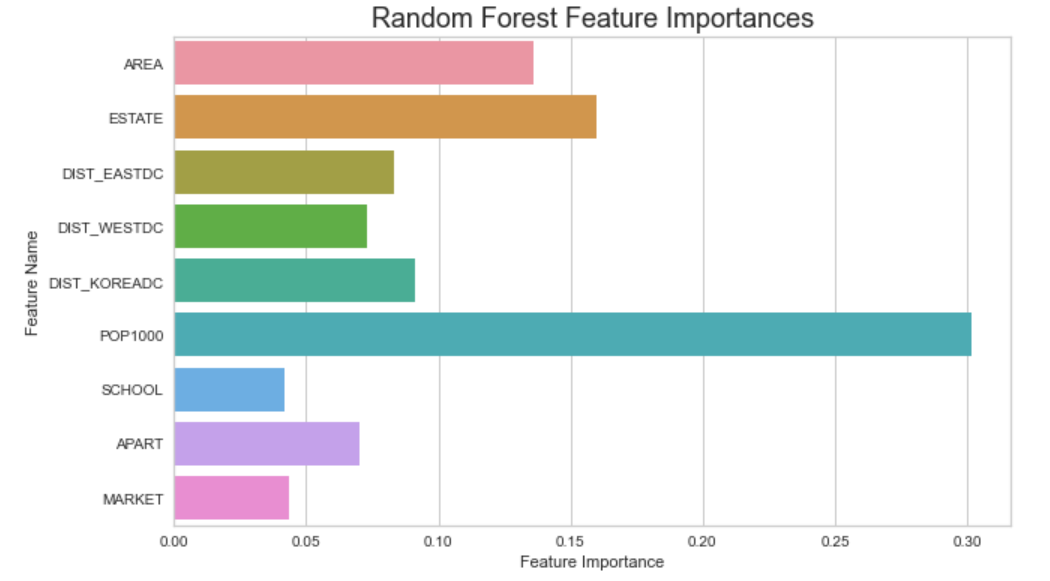 Random Forest Feature Importances
AREA
ESTATE
DIST_EASTDC
DIST_WESTDC
DIST_KOREADC
POP1000
SCHOOL
APART
MARKET
Feature Name
0.00 0.05 0.10 0.15 0.20 0.25 0.30
Feature Importance